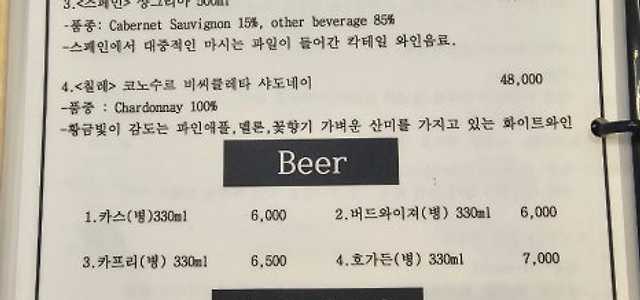 3.<스페인> 샹그리아 500ml
-품종: Cabernet Sauvignon 15%, other beverage 85%
-스페인에서 대중적인 마시는 파일이 들어간 칵테일 와인음료.
4.<칠레> 코노수르 비씨클레타 샤도네이 48,000
-품종 : Chardonnay 100%
-황금빛이 감도는 파인애플,멜론,꽃향기 가벼운 산미를 가지고 있는 화이트와인
Beer
1.카스(병)330ml 6,000 2.버드와이져(병) 330ml 6,000
3.카프리(병) 330ml 6,500 4.호가든(병) 330ml 7,000